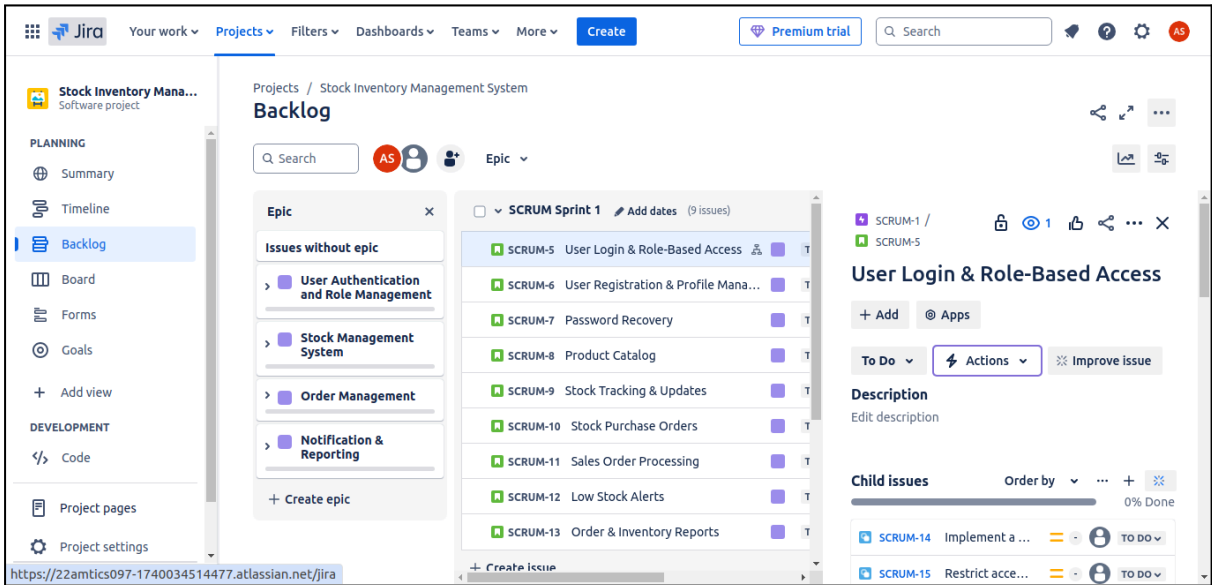 Jira Your work Projects Filters Dashboards Teams More Create Premium trial Search AS
Stock Inventory Mana...
Software project
PLANNING
Summary
Timeline
Backlog
Board
Forms
Goals
Add view
DEVELOPMENT
Code
Project pages
Project settings
https://22amtics097-1740034514477.atlassian.net/jira
Projects / Stock Inventory Management System
Backlog
Search AS Epic
Epic
Issues without epic
User Authentication
and Role Management
Stock Management
System
Order Management
Notification &
Reporting
+ Create epic
SCRUM Sprint 1 Add dates (9 issues)
SCRUM-5 User Login & Role-Based Access T
SCRUM-6 User Registration & Profile Mana... T
SCRUM-7 Password Recovery T
SCRUM-8 Product Catalog T
SCRUM-9 Stock Tracking & Updates T
SCRUM-10 Stock Purchase Orders T
SCRUM-11 Sales Order Processing T
SCRUM-12 Low Stock Alerts T
SCRUM-13 Order & Inventory Reports T
+ Create issue
SCRUM-1 / 1
SCRUM-5
User Login & Role-Based Access
+ Add Apps
To Do Actions Improve issue
Description
Edit description
Child issues Order by
0% Done
SCRUM-14 Implement a ... - TO DO
SCRUM-15 Restrict acce... - TO DO